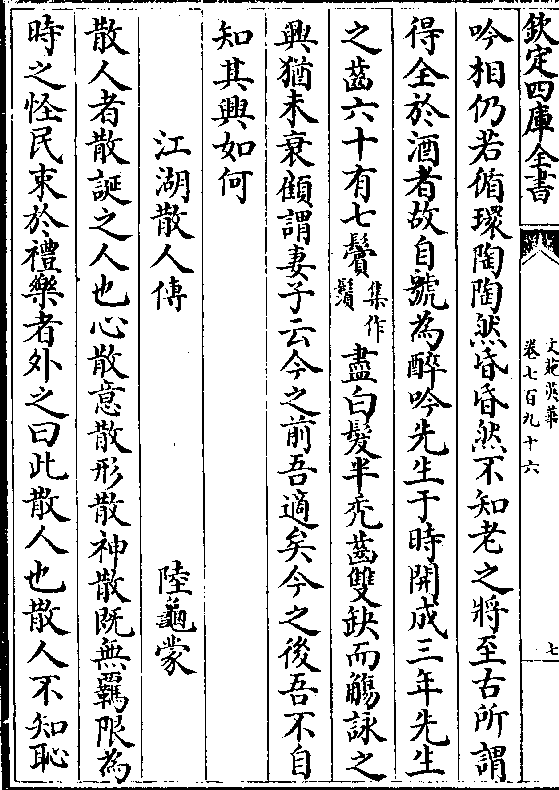 欽定四庫全書
文苑英華
卷七百九十六
七
吟相仍若循環陶陶然昏昏然不知老之將至古所謂
得全於酒者故自號為醉吟先生于時開成三年先生
之齒六十有七鬢集作鬚盡白髮半禿齒雙缺而觴詠之
興猶未衰顧謂妻子云今之前吾適矣今之後吾不自
知其興如何
江湖散人傳
陸龜蒙
散人者散誕之人也心散意散形散神散既無羈限為
時之怪民束於禮樂者外之曰此散人也散人不知恥